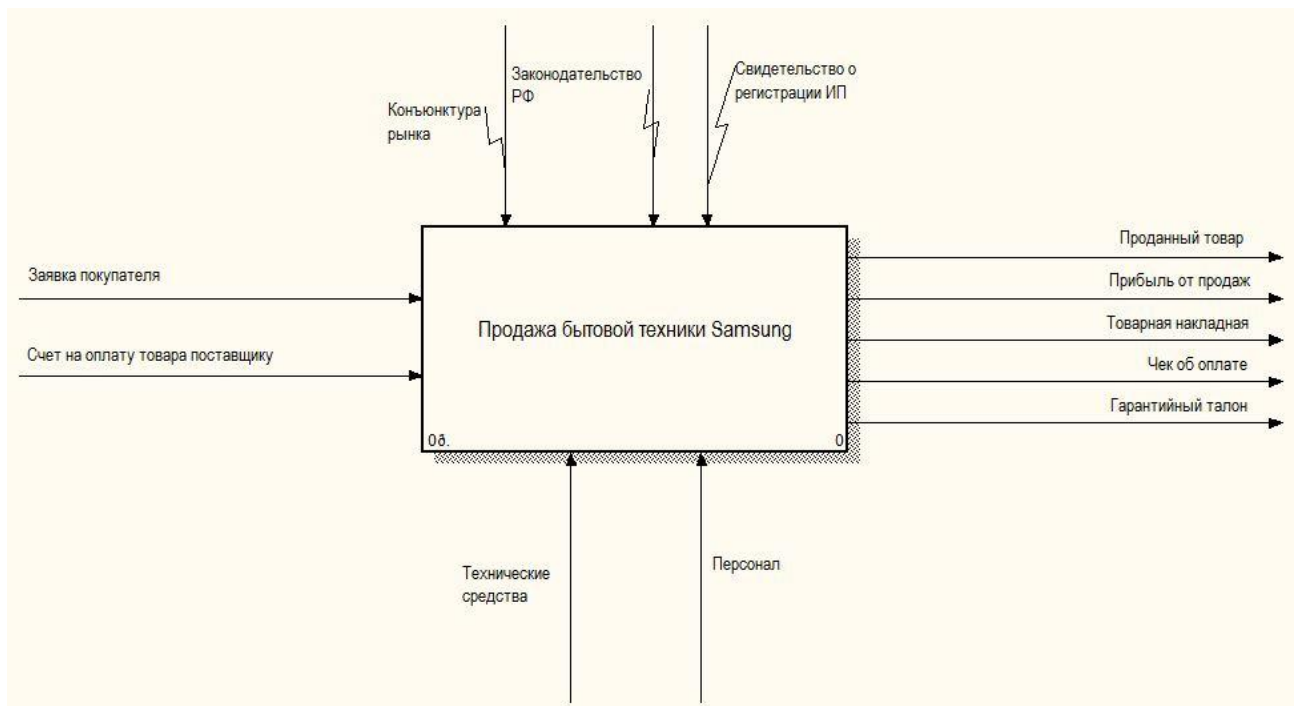 Законодательство
РФ
Свидетельство о
регистрации ИП
Конъюнктура
рынка
Заявка покупателя
Счет на оплату товара поставщику
Продажа бытовой техники Samsung
0ð.
0
Проданный товар
Прибыль от продаж
Товарная накладная
Чек об оплате
Гарантийный талон
Технические
средства
Персонал